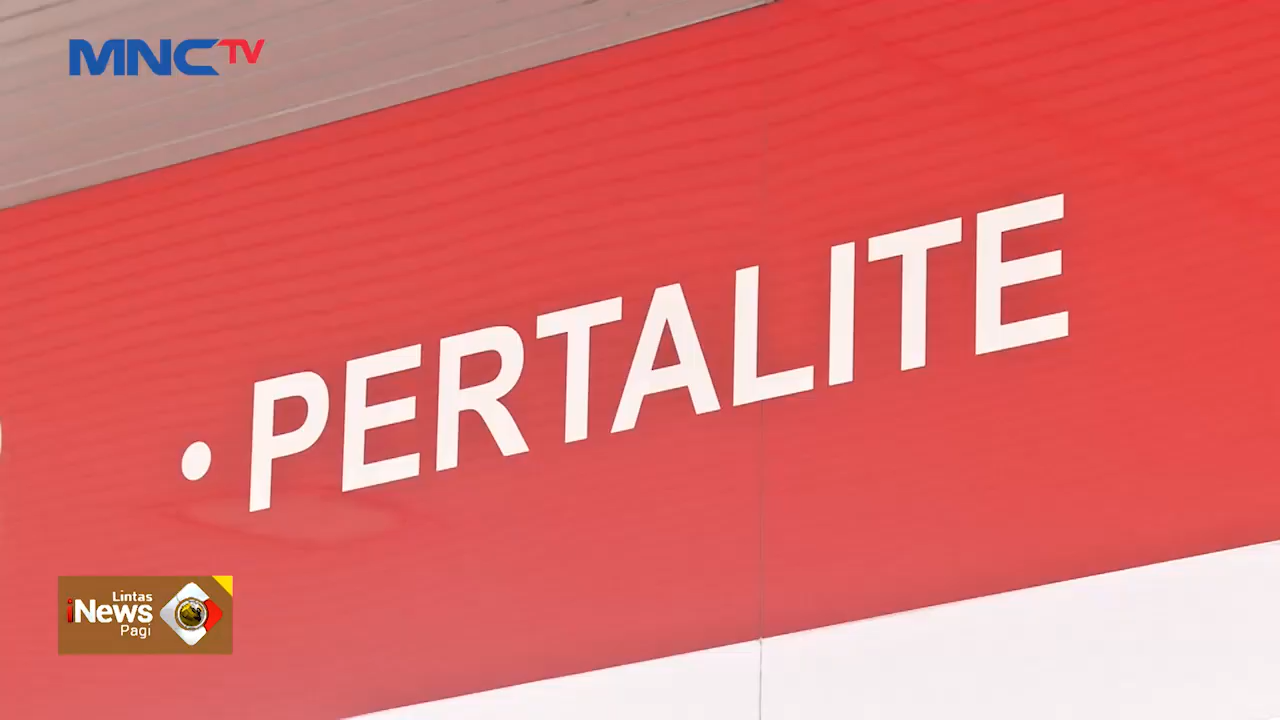 MNCTV
• PERTALITE
Lintas
iNews
Pagi